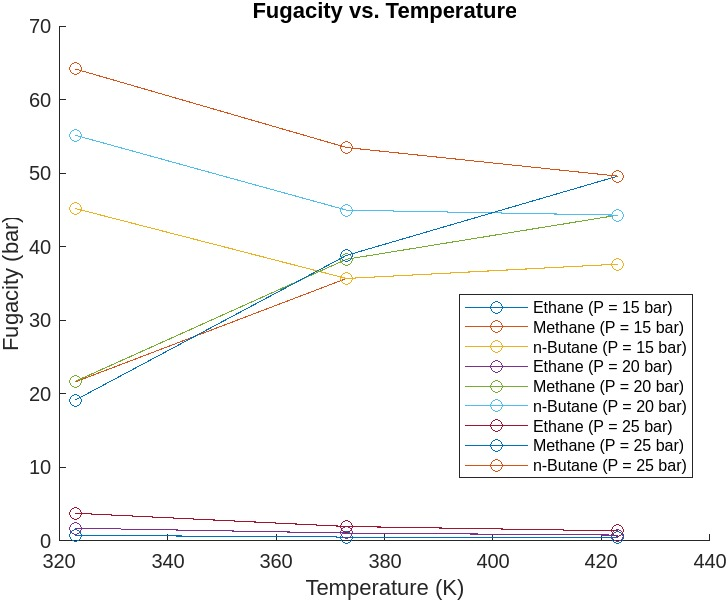 Fugacity vs. Temperature
70
60
50
40
30
20
10
0
Fugacity (bar)
320
340
360
380
400
420
440
Temperature (K)
Ethane (P = 15 bar)
Methane (P = 15 bar)
n-Butane (P = 15 bar)
Ethane (P = 20 bar)
Methane (P = 20 bar)
n-Butane (P = 20 bar)
Ethane (P = 25 bar)
Methane (P = 25 bar)
n-Butane (P = 25 bar)